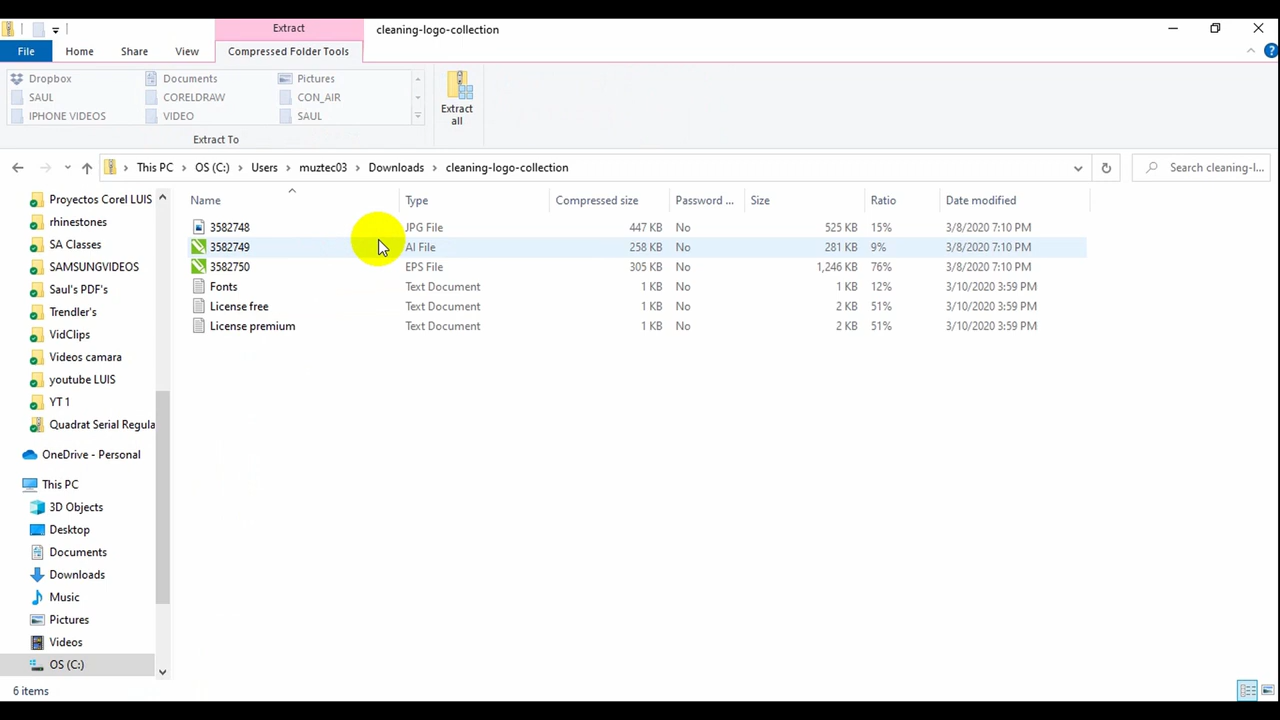 Extract
cleaning-logo-collection
File
Home
Share
View
Compressed Folder Tools
Dropbox
Documents
Pictures
SAUL
CORELDRAW
CON_AIR
IPHONE VIDEOS
VIDEO
SAUL
Extract To
Extract
all
This PC > OS (C:) > Users > muztec03 > Downloads > cleaning-logo-collection
Search cleaning-l...
Proyectos Corel LUIS
rhinestones
SA Classes
SAMSUNGVIDEOS
Saul's PDF's
Trendler's
VidClips
Videos camara
youtube LUIS
YT 1
Quadrat Serial Regula
OneDrive - Personal
This PC
3D Objects
Desktop
Documents
Downloads
Music
Pictures
Videos
OS (C:)
Name Type Compressed size Password ... Size Ratio Date modified
3582748 JPG File 447 KB No 525 KB 15% 3/8/2020 7:10 PM
3582749 AI File 258 KB No 281 KB 9% 3/8/2020 7:10 PM
3582750 EPS File 305 KB No 1,246 KB 76% 3/8/2020 7:10 PM
Fonts Text Document 1 KB No 1 KB 12% 3/10/2020 3:59 PM
License free Text Document 1 KB No 2 KB 51% 3/10/2020 3:59 PM
License premium Text Document 1 KB No 2 KB 51% 3/10/2020 3:59 PM
6 items